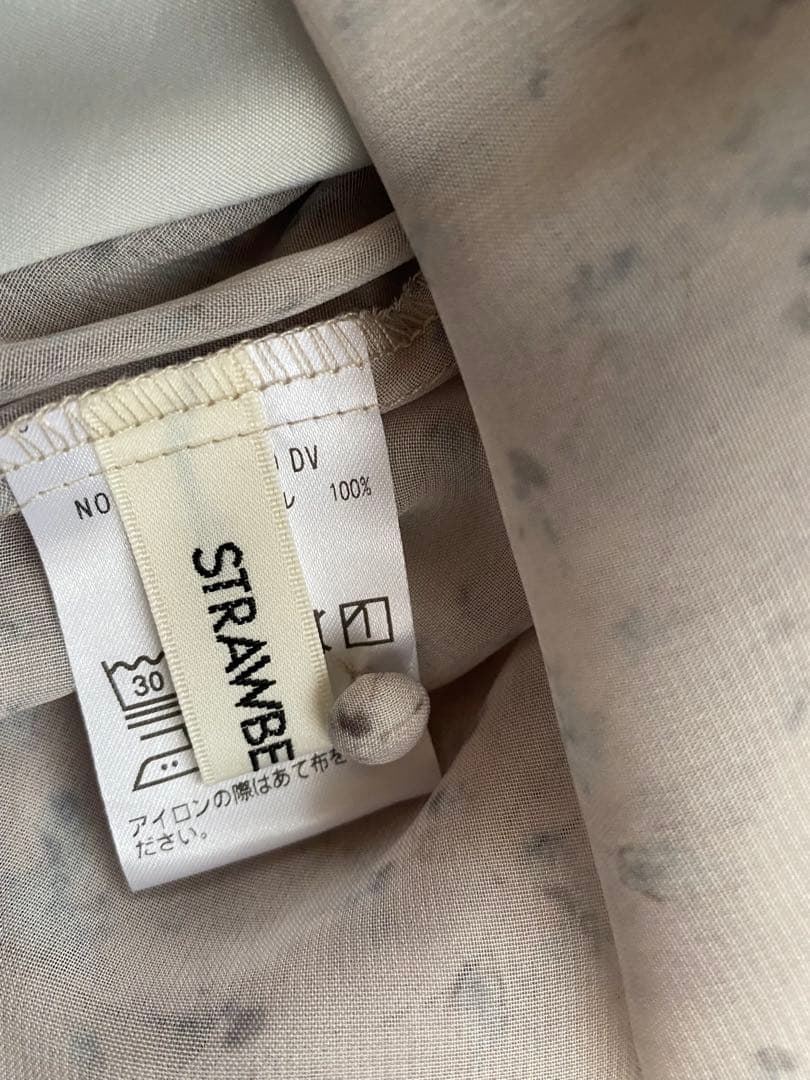 NO DV
レ 100%
STRAWBE
30
アイロンの際はあて布を
ださい。